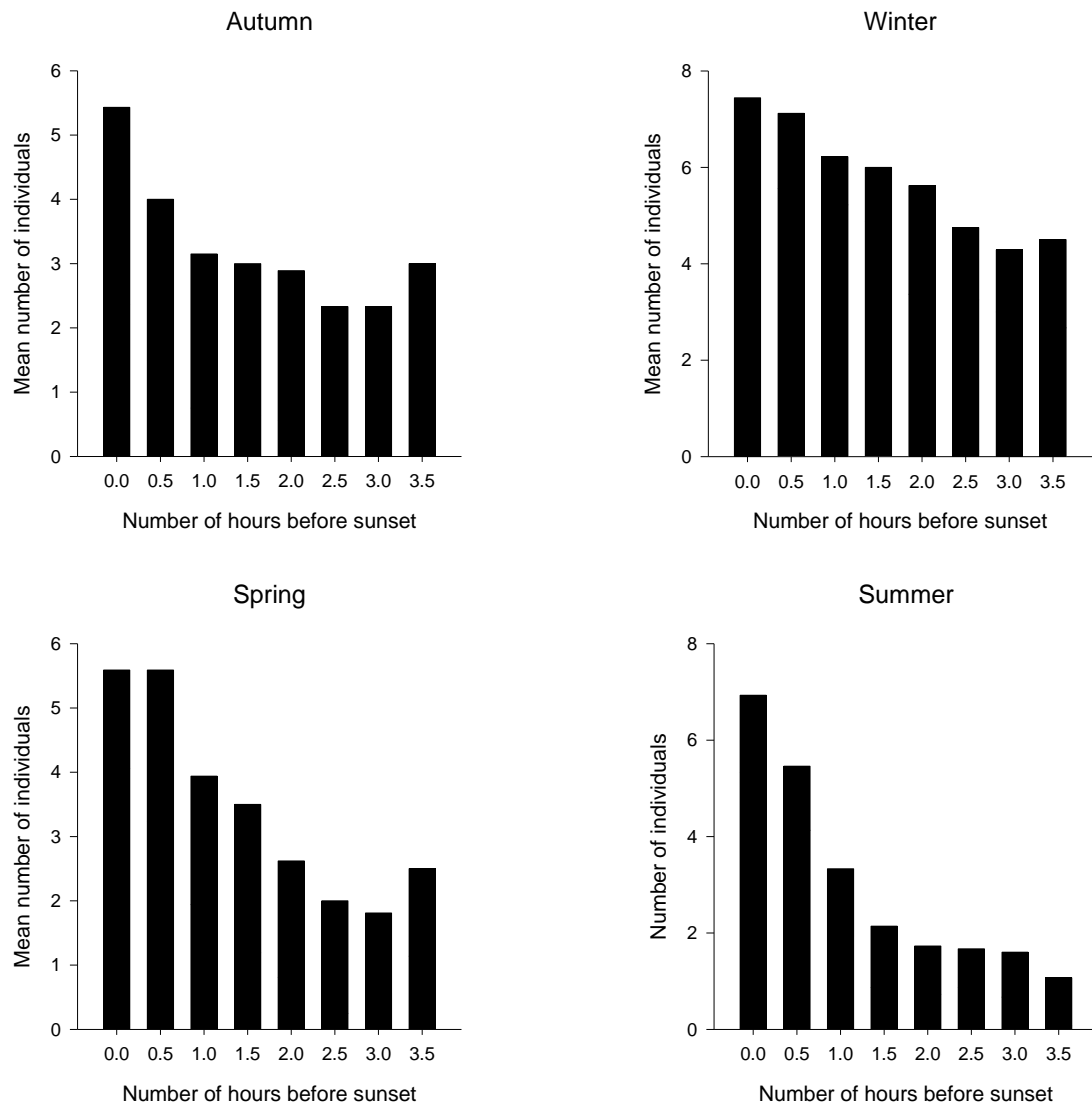 Autumn
Mean number of individuals
6
5
4
3
2
1
0
0.0 0.5 1.0 1.5 2.0 2.5 3.0 3.5
Number of hours before sunset
Winter
Mean number of individuals
8
6
4
2
0
0.0 0.5 1.0 1.5 2.0 2.5 3.0 3.5
Number of hours before sunset
Spring
Mean number of individuals
6
5
4
3
2
1
0
0.0 0.5 1.0 1.5 2.0 2.5 3.0 3.5
Number of hours before sunset
Summer
Number of individuals
8
6
4
2
0
0.0 0.5 1.0 1.5 2.0 2.5 3.0 3.5
Number of hours before sunset